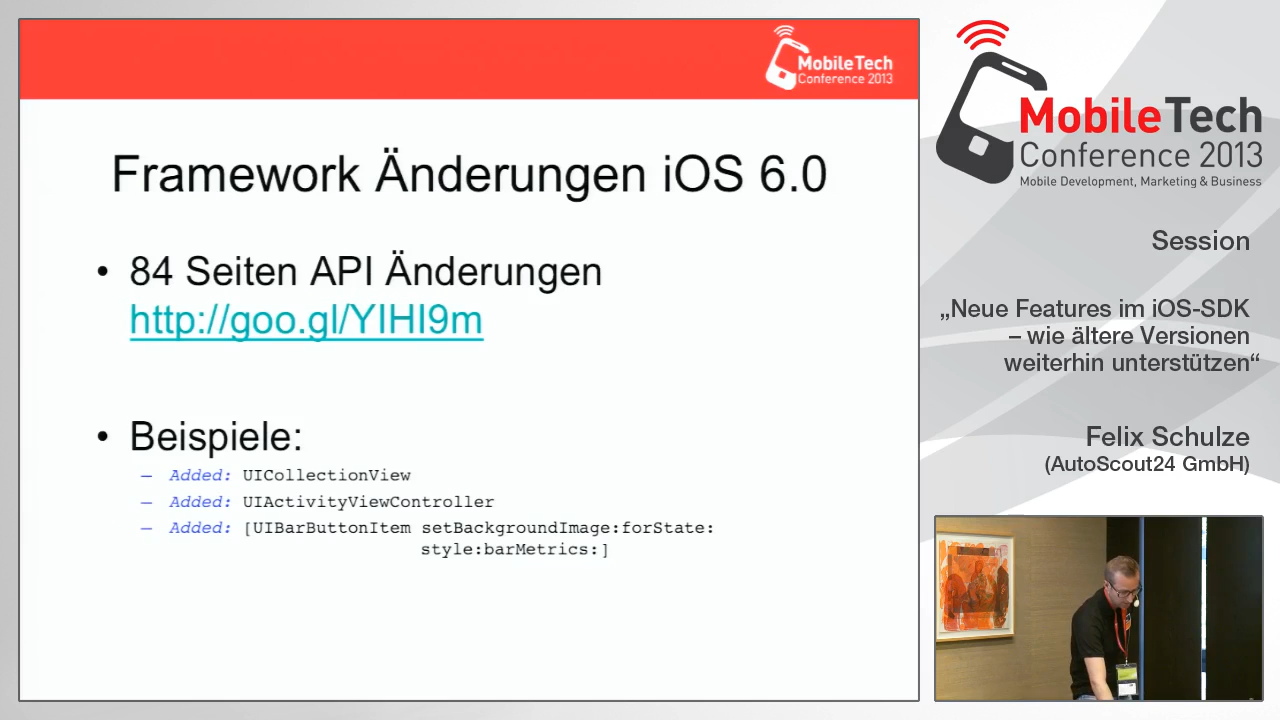 MobileTech
Conference 2013
Framework Änderungen iOS 6.0
• 84 Seiten API Änderungen
http://goo.gl/YIHI9m
• Beispiele:
– Added: UICollectionView
– Added: UIActivityViewController
– Added: [UIBarButtonItem setBackgroundImage:forState:
style:barMetrics:]
MobileTech
Conference 2013
Mobile Development, Marketing & Business
Session
„Neue Features im iOS-SDK
– wie ältere Versionen
weiterhin unterstützen“
Felix Schulze
(AutoScout24 GmbH)